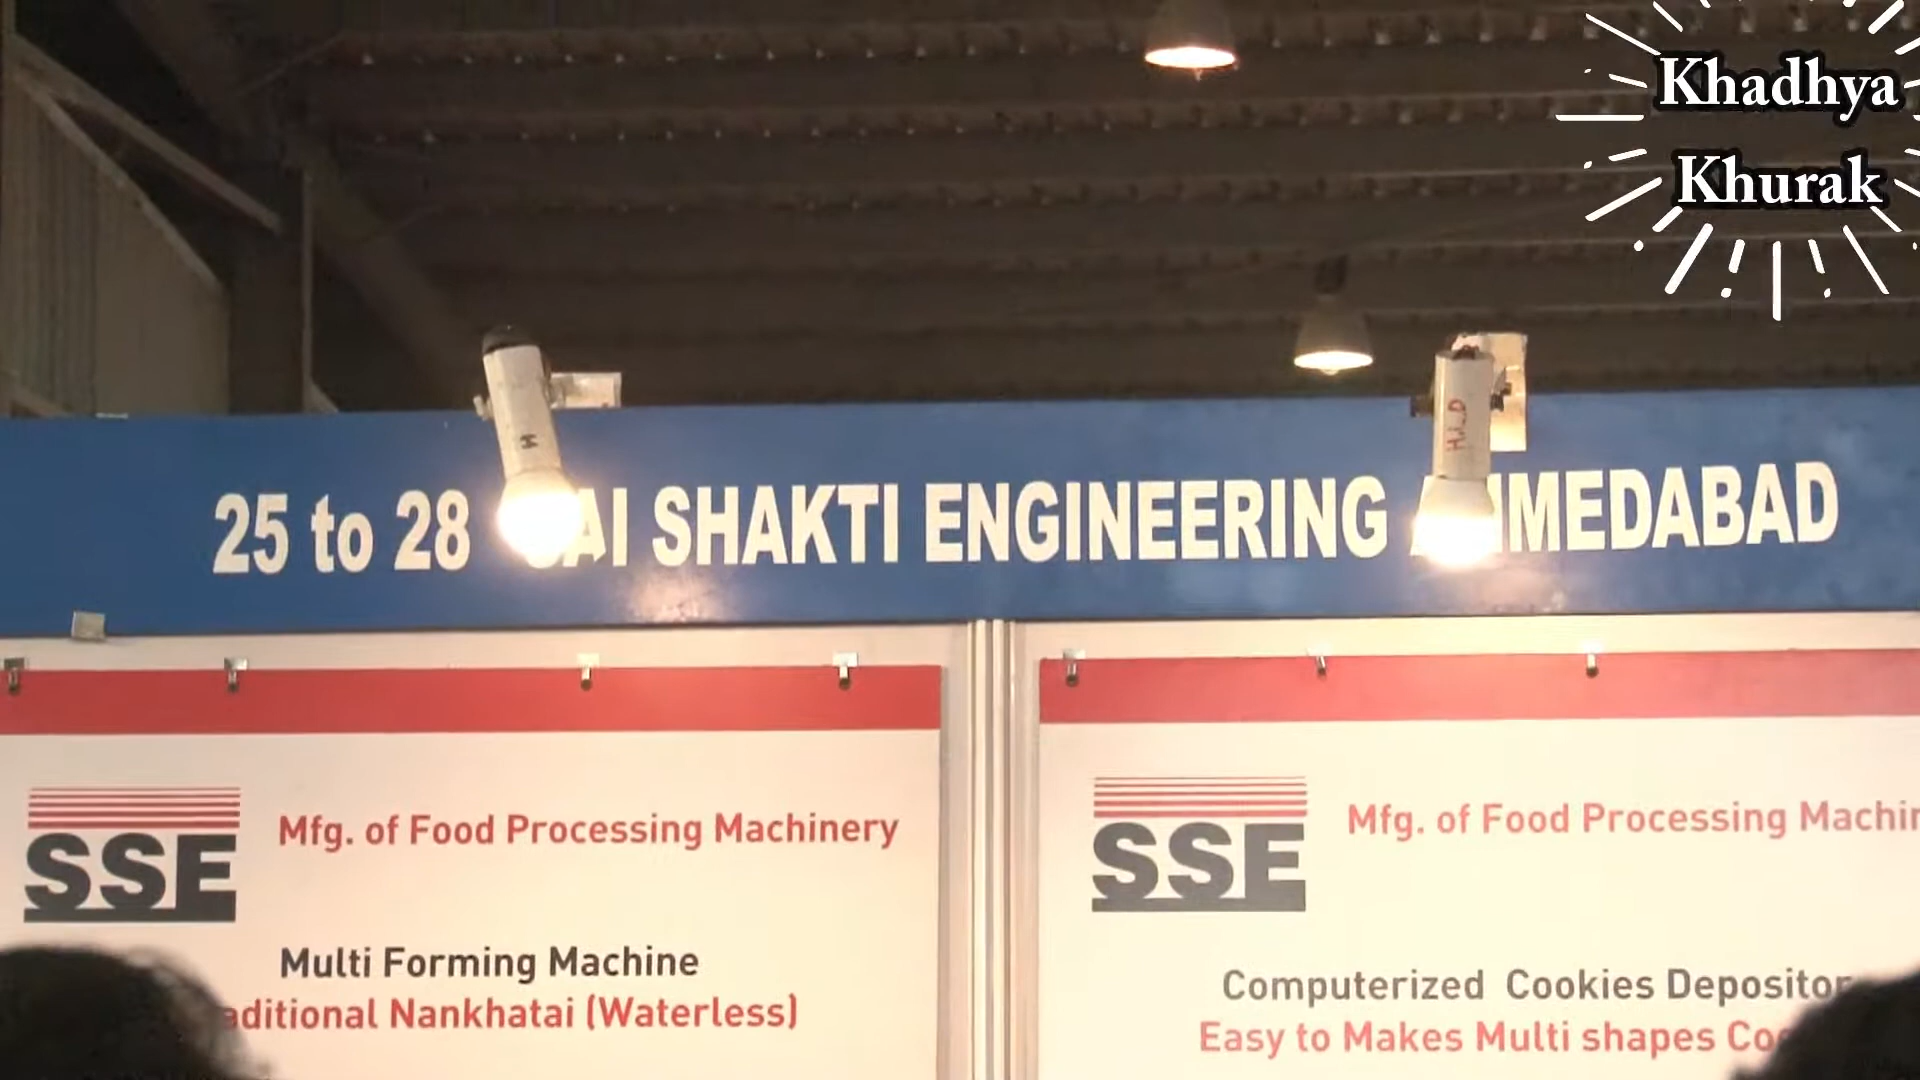 Khadhya
Khurak
25 to 28 SHAKTI ENGINEERING
SSE
Mfg. of Food Processing Machinery
Multi Forming Machine
Nankhatai (Waterless)
SSE
Mfg. of Food Processing
Computerized Cookies Depositor
Easy to Makes Multi shapes